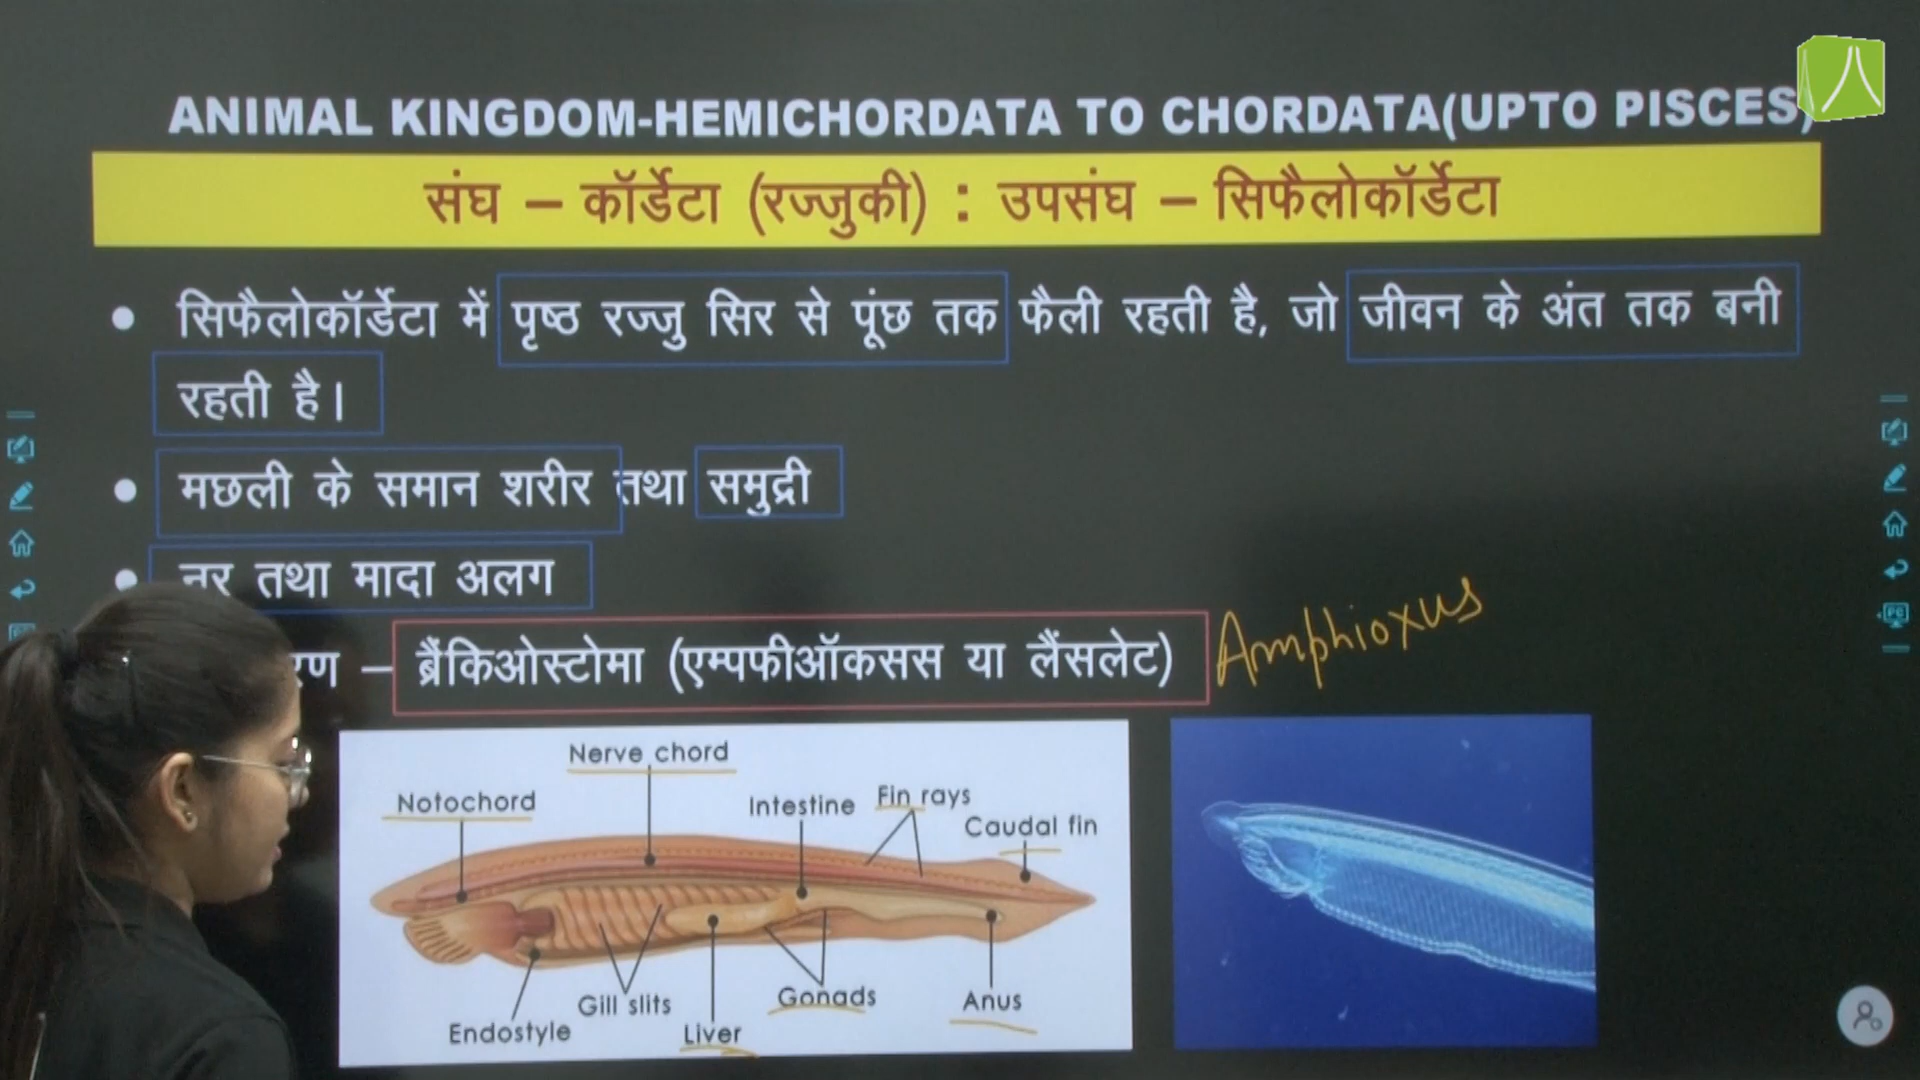 ANIMAL KINGDOM-HEMICHORDATA TO CHORDATA(UPTO PISCES)
संघ – कॉर्डेटा (रज्जुकी) : उपसंघ – सिफैलोकॉर्डेटा
• सिफैलोकॉर्डेटा में पृष्ठ रज्जु सिर से पूंछ तक फैली रहती है, जो जीवन के अंत तक बनी
रहती है।
• मछली के समान शरीर तथा समुद्री
• नर तथा मादा अलग
– ब्रैंकिओस्टोमा (एम्पफीऑकसस या लैंसलेट) Amphioxus
Nerve chord
Notochord
Intestine
Fin rays
Caudal fin
Endostyle
Gill slits
Liver
Gonads
Anus